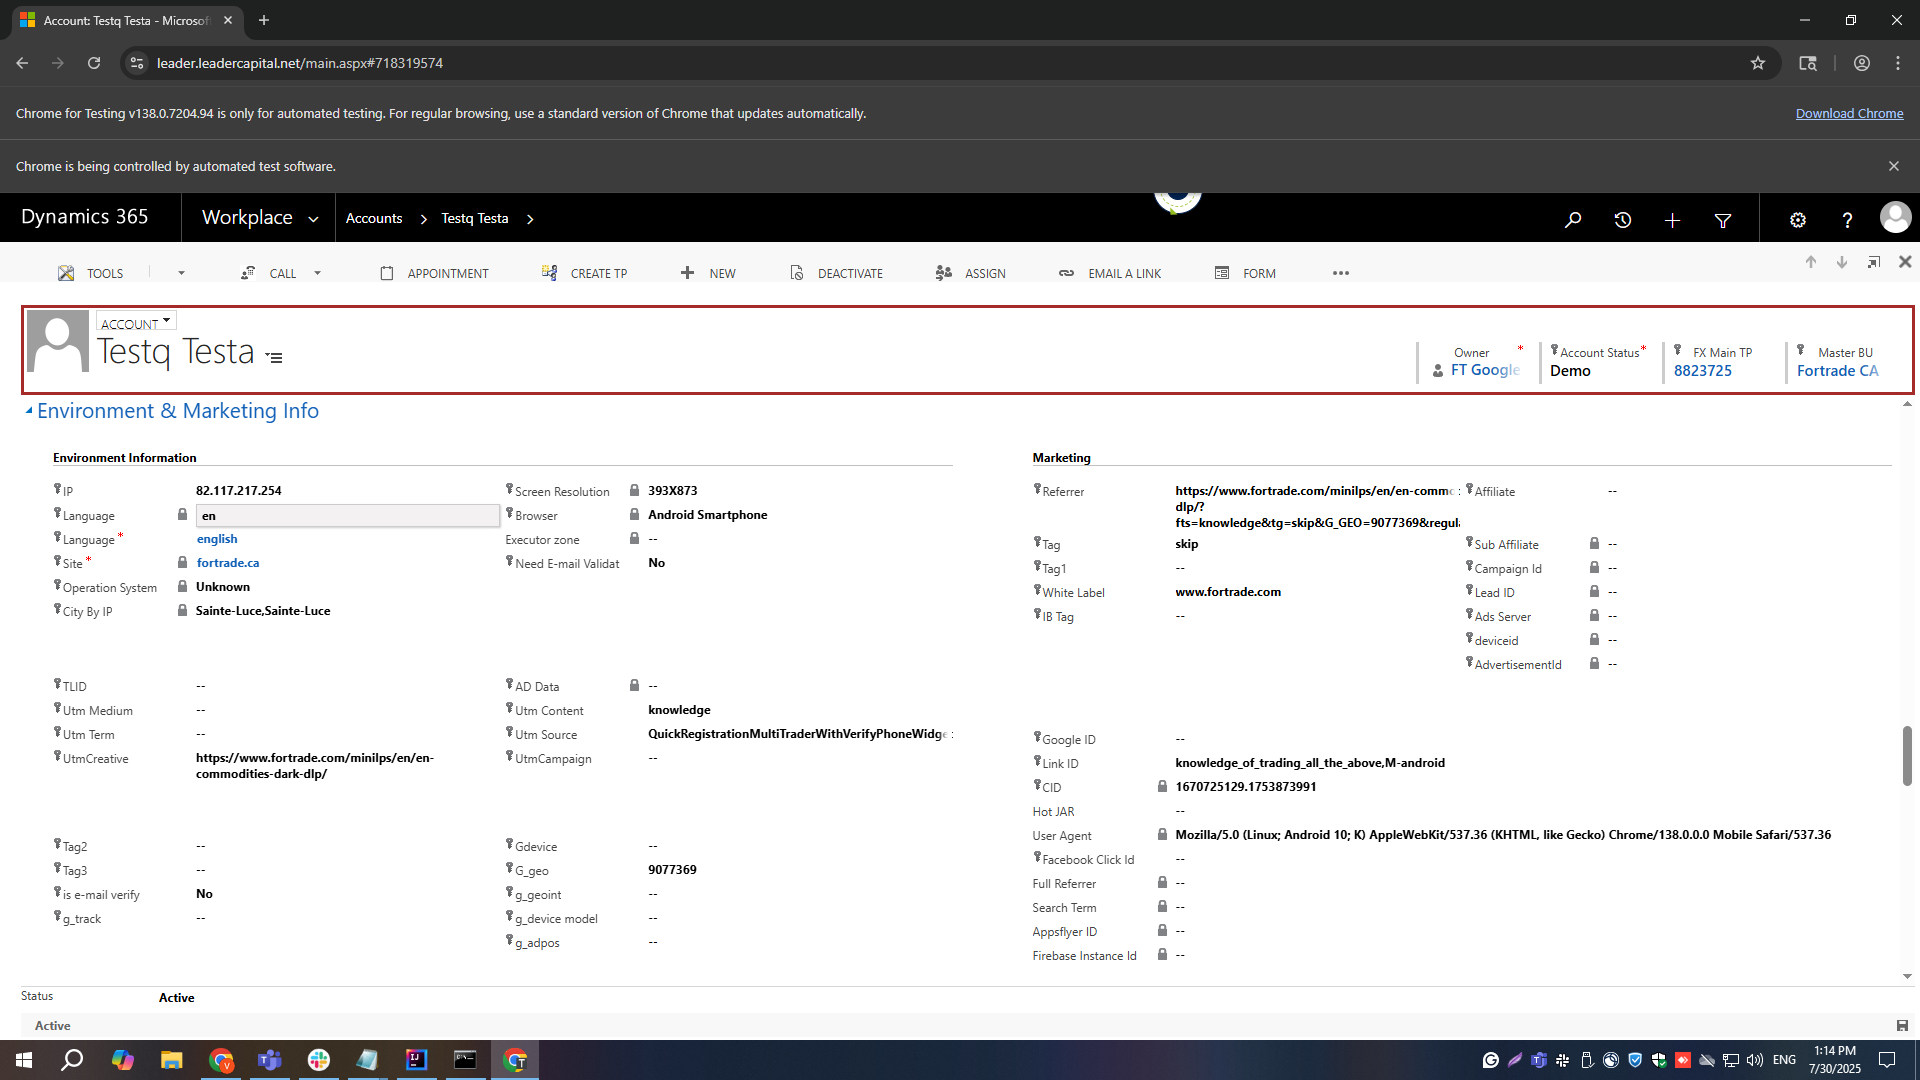 Account: Testq Testa - Microsof
leader.leadercapital.net/main.aspx#718319574
Chrome for Testing v138.0.7204.94 is only for automated testing. For regular browsing, use a standard version of Chrome that updates automatically.
Download Chrome
Chrome is being controlled by automated test software.
Dynamics 365
Workplace
Accounts
Testq Testa
TOOLS
CALL
APPOINTMENT
CREATE TP
NEW
DEACTIVATE
ASSIGN
EMAIL A LINK
FORM
ACCOUNT
Testq Testa
Owner *
FT Google
Account Status *
Demo
FX Main TP
8823725
Master BU
Fortrade CA
Environment & Marketing Info
Environment Information
IP 82.117.217.254
Language en
Language * english
Site * fortrade.ca
Operation System Unknown
City By IP Sainte-Luce,Sainte-Luce
Screen Resolution 393X873
Browser Android Smartphone
Executor zone --
Need E-mail Validat No
TLID --
Utm Medium --
Utm Term --
UtmCreative https://www.fortrade.com/minilps/en/en-
commodities-dark-dlp/
AD Data --
Utm Content knowledge
Utm Source QuickRegistrationMultiTraderWithVerifyPhoneWidge
UtmCampaign --
Tag2 --
Tag3 --
is e-mail verify No
g_track --
Gdevice --
G_geo 9077369
g_geoint --
g_device model --
g_adpos --
Marketing
Referrer https://www.fortrade.com/minilps/en/en-commo
dlp/?
fts=knowledge&tg=skip&G_GEO=9077369&regul
Tag skip
Tag1 --
White Label www.fortrade.com
IB Tag --
Affiliate --
Sub Affiliate --
Campaign Id --
Lead ID --
Ads Server --
deviceid --
AdvertisementId --
Google ID --
Link ID knowledge_of_trading_all_the_above,M-android
CID 1670725129.1753873991
Hot JAR --
User Agent Mozilla/5.0 (Linux; Android 10; K) AppleWebKit/537.36 (KHTML, like Gecko) Chrome/138.0.0.0 Mobile Safari/537.36
Facebook Click Id --
Full Referrer --
Search Term --
Appsflyer ID --
Firebase Instance Id --
Status Active
Active
ENG
1:14 PM
7/30/2025